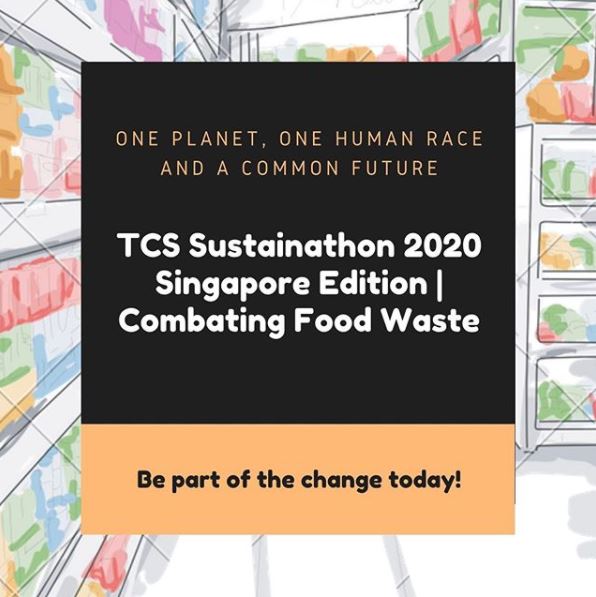 ONE PLANET, ONE HUMAN RACE
AND A COMMON FUTURE
TCS Sustainathon 2020
Singapore Edition |
Combating Food Waste
Be part of the change today!